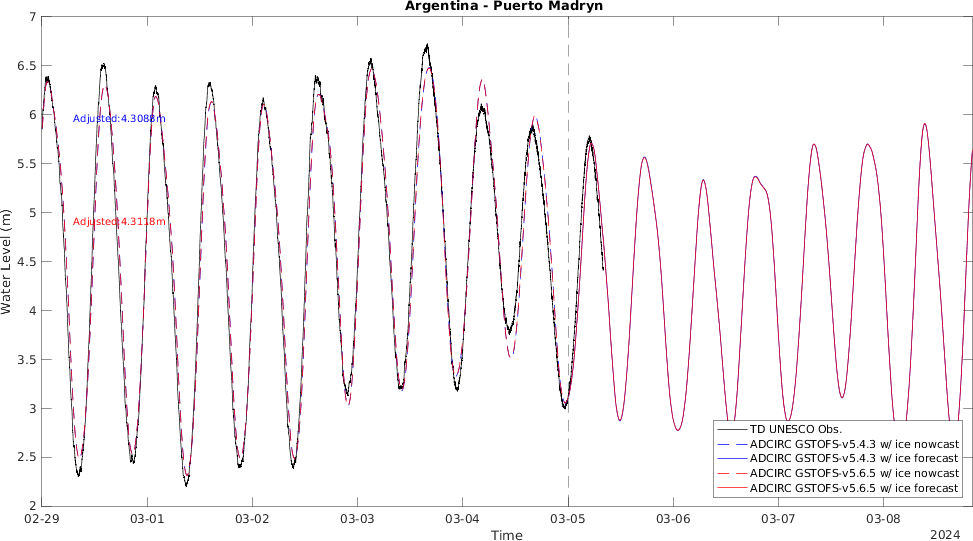 Argentina - Puerto Madryn
7
6.5
6
5.5
5
4.5
4
3.5
3
2.5
2
Water Level (m)
Adjusted:4.3088m
Adjusted:4.3118m
TD UNESCO Obs.
ADCIRC GSTOFS-v5.4.3 w/ ice nowcast
ADCIRC GSTOFS-v5.4.3 w/ ice forecast
ADCIRC GSTOFS-v5.6.5 w/ ice nowcast
ADCIRC GSTOFS-v5.6.5 w/ ice forecast
02-29 03-01 03-02 03-03 03-04 03-05 03-06 03-07 03-08
Time
2024